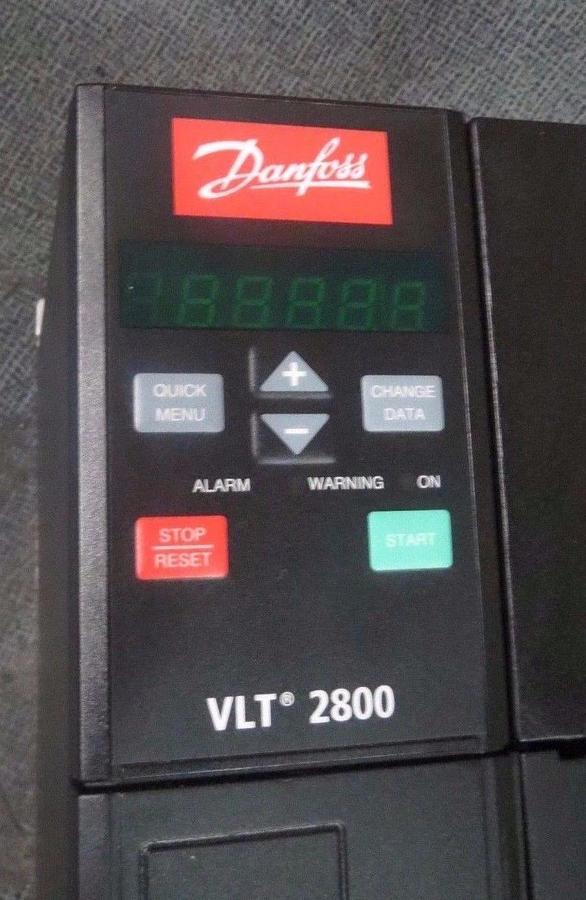 Danfoss
QUICK
MENU
+
-
CHANGE
DATA
ALARM WARNING ON
STOP
RESET
START
VLT® 2800